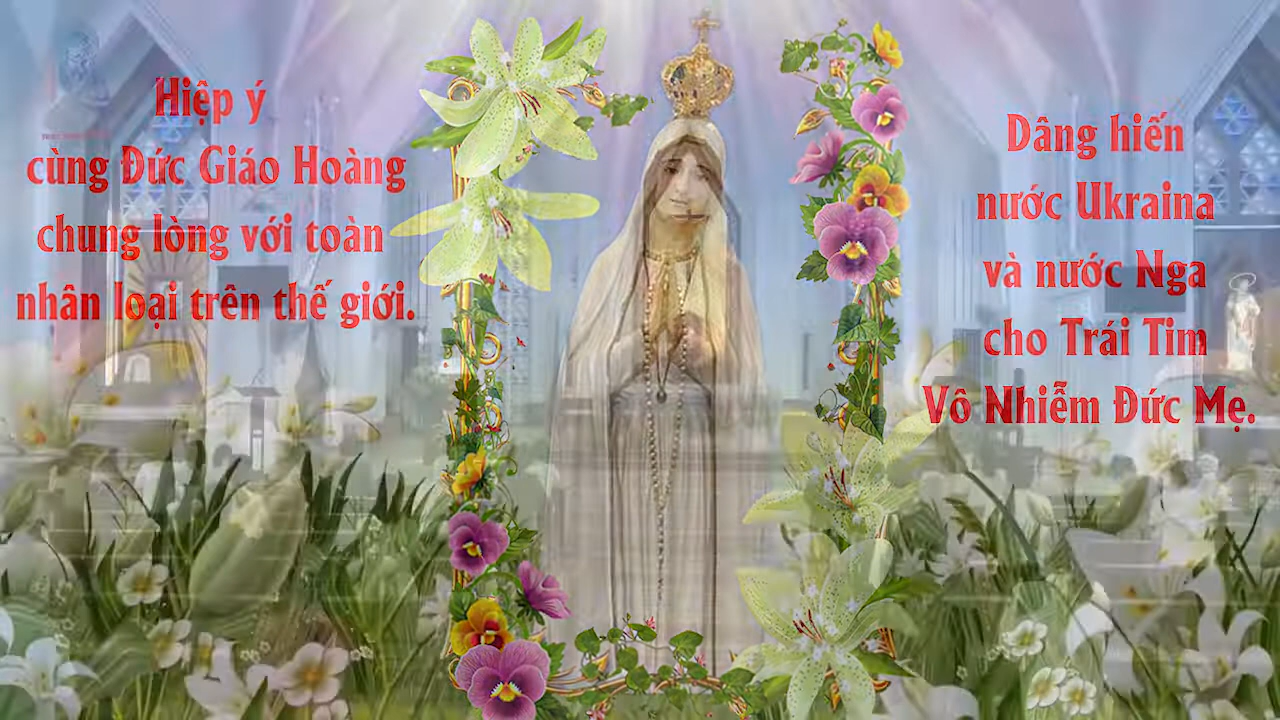 Hiệp ý
cùng Đức Giáo Hoàng
chung lòng với toàn
nhân loại trên thế giới.
Dâng hiến
nước Ukraina
và nước Nga
cho Trái Tim
Vô Nhiễm Đức Mẹ.